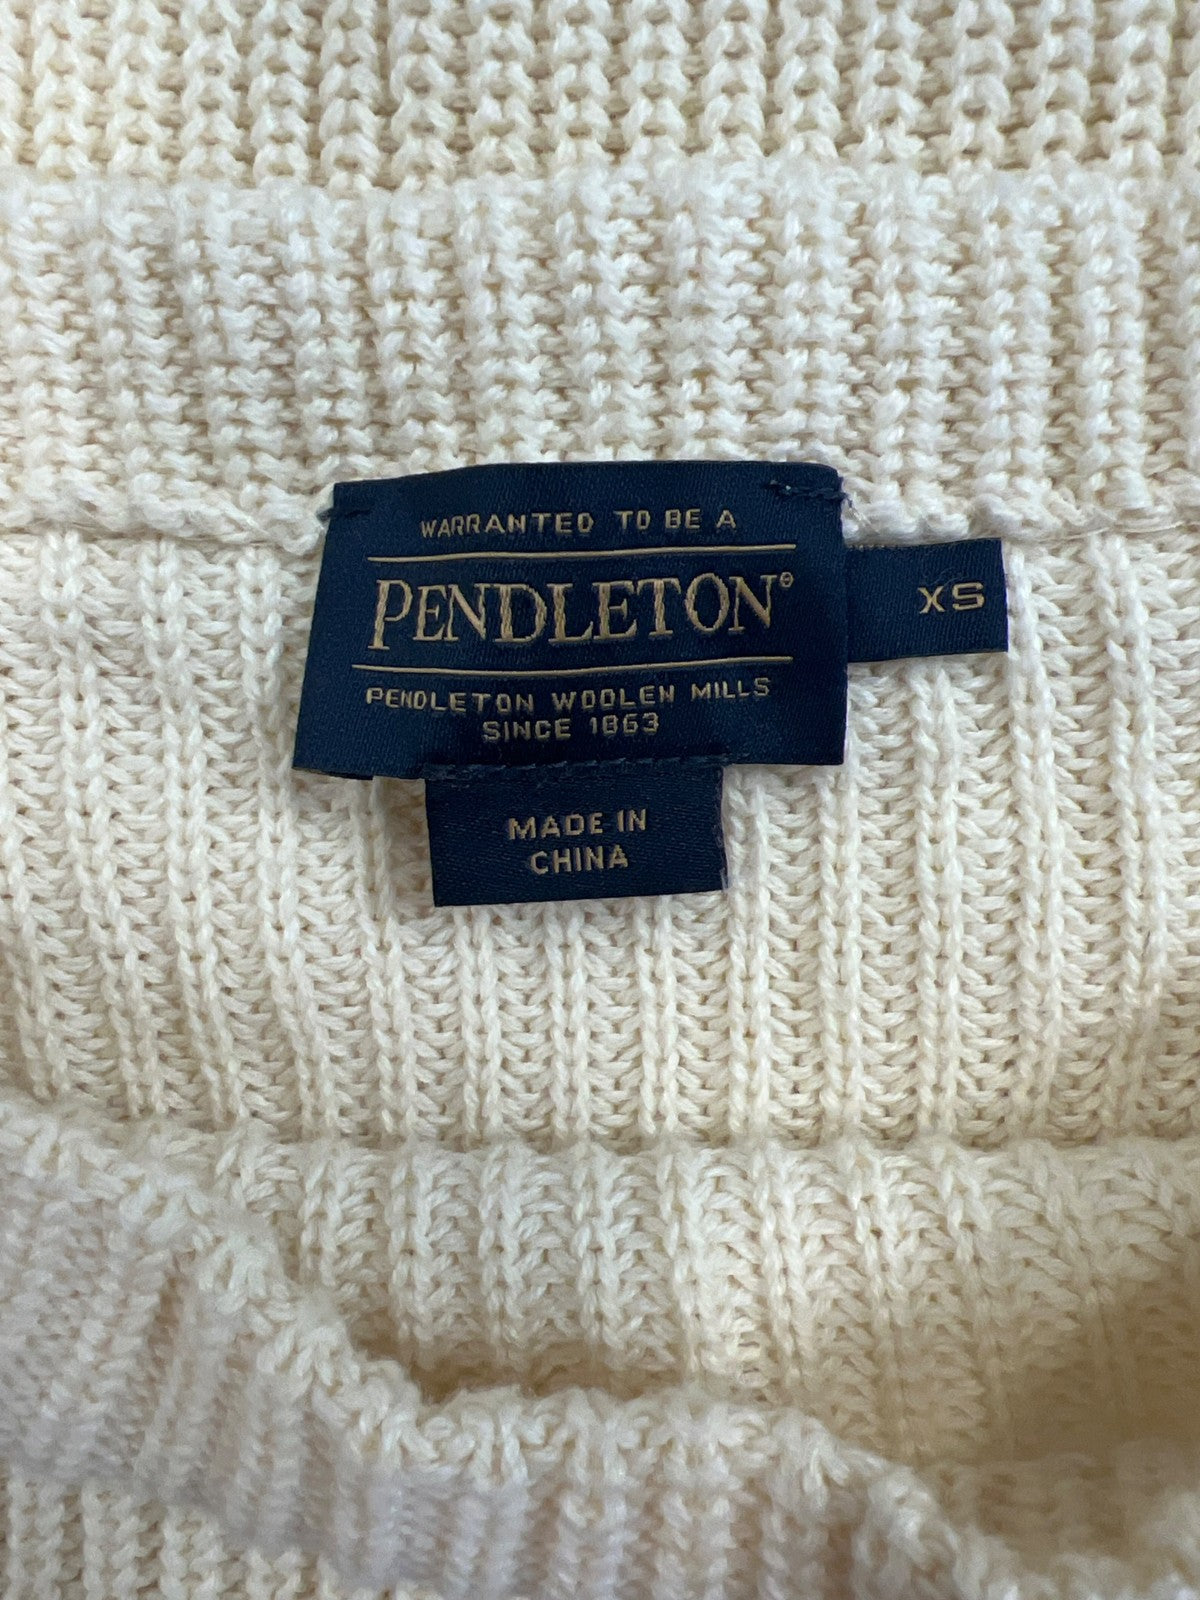 WARRANTED TO BE A
PENDLETON®
XS
PENDLETON WOOLEN MILLS
SINCE 1863
MADE IN
CHINA